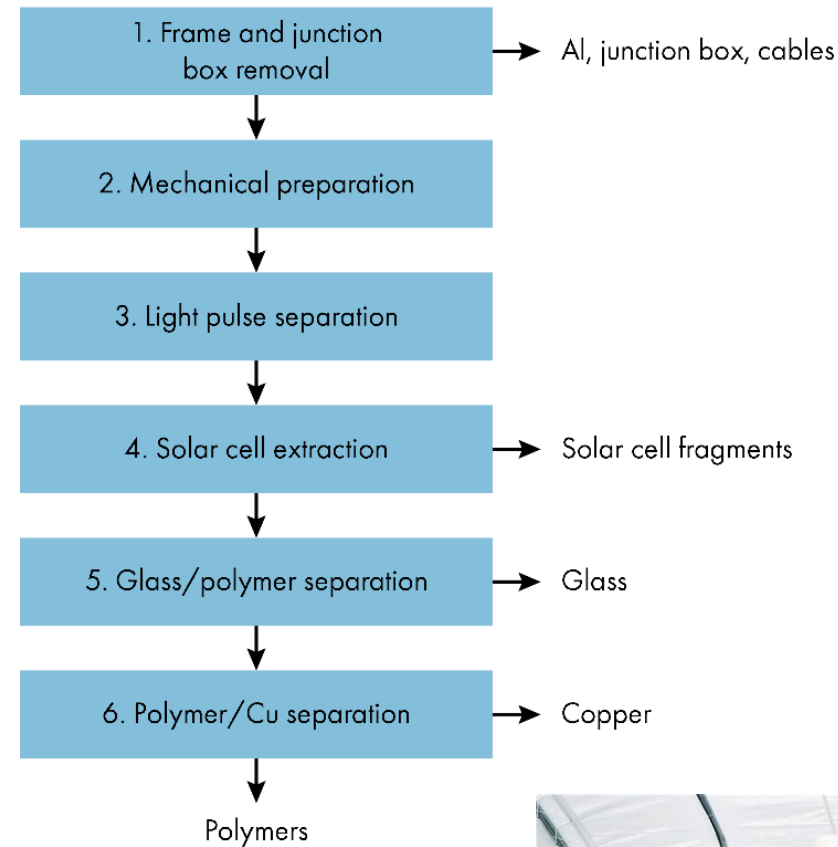 1. Frame and junction
box removal
Al, junction box, cables
2. Mechanical preparation
3. Light pulse separation
4. Solar cell extraction
Solar cell fragments
5. Glass/polymer separation
Glass
6. Polymer/Cu separation
Copper
Polymers